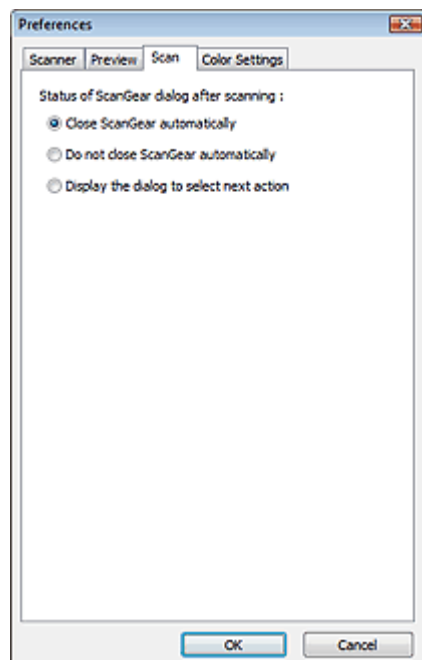 Preferences
Scanner Preview Scan Color Settings
Status of ScanGear dialog after scanning :
Close ScanGear automatically
Do not close ScanGear automatically
Display the dialog to select next action
OK Cancel